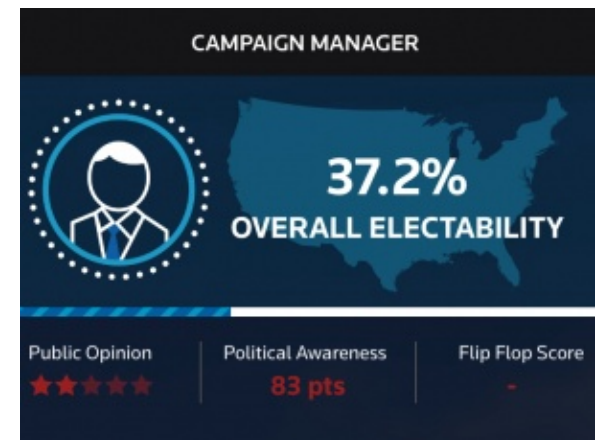 CAMPAIGN MANAGER
37.2%
OVERALL ELECTABILITY
Public Opinion
Political Awareness
Flip Flop Score
83 pts
-